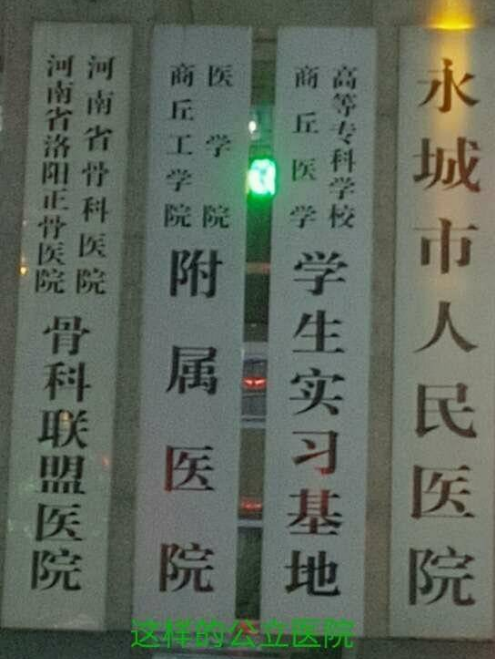 永城市人民医院
商丘医学
高等专科学校
学生实习基地
商丘工学院
医学院
附属医院
河南省洛阳正骨医院
河南省骨科医院
骨科联盟医院
这样的公立医院